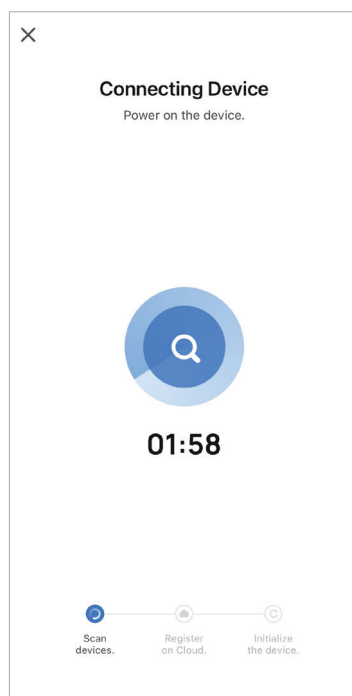 Connecting Device
Power on the device.
01:58
Scan
devices.
Register
on Cloud.
Initialize
the device.